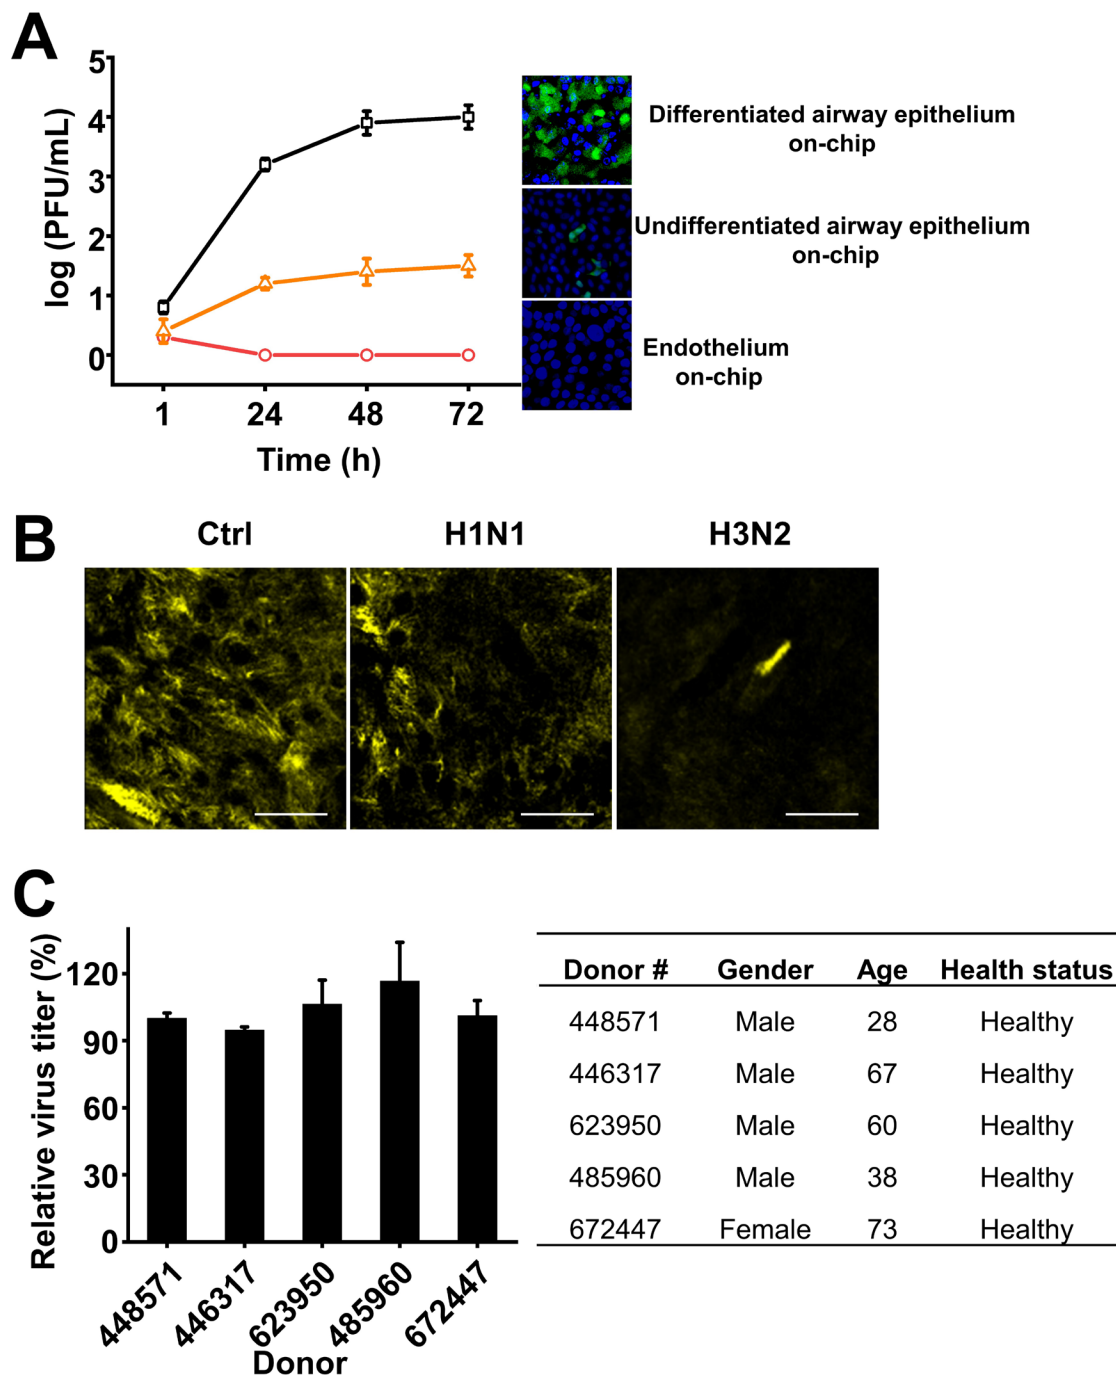 A
5
4
3
2
1
0
log (PFU/mL)
1 24 48 72
Time (h)
Differentiated airway epithelium
on-chip
Undifferentiated airway epithelium
on-chip
Endothelium
on-chip
B
Ctrl H1N1 H3N2
C
120
90
60
30
0
Relative virus titer (%)
448571 446317 623950 485960 672447
Donor
Donor # Gender Age Health status
448571 Male 28 Healthy
446317 Male 67 Healthy
623950 Male 60 Healthy
485960 Male 38 Healthy
672447 Female 73 Healthy